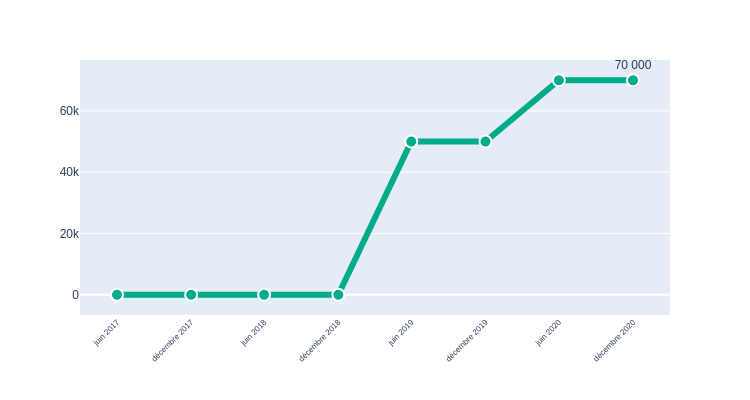 70 000
60k
40k
20k
0
juin 2017
décembre 2017
juin 2018
décembre 2018
juin 2019
décembre 2019
juin 2020
décembre 2020